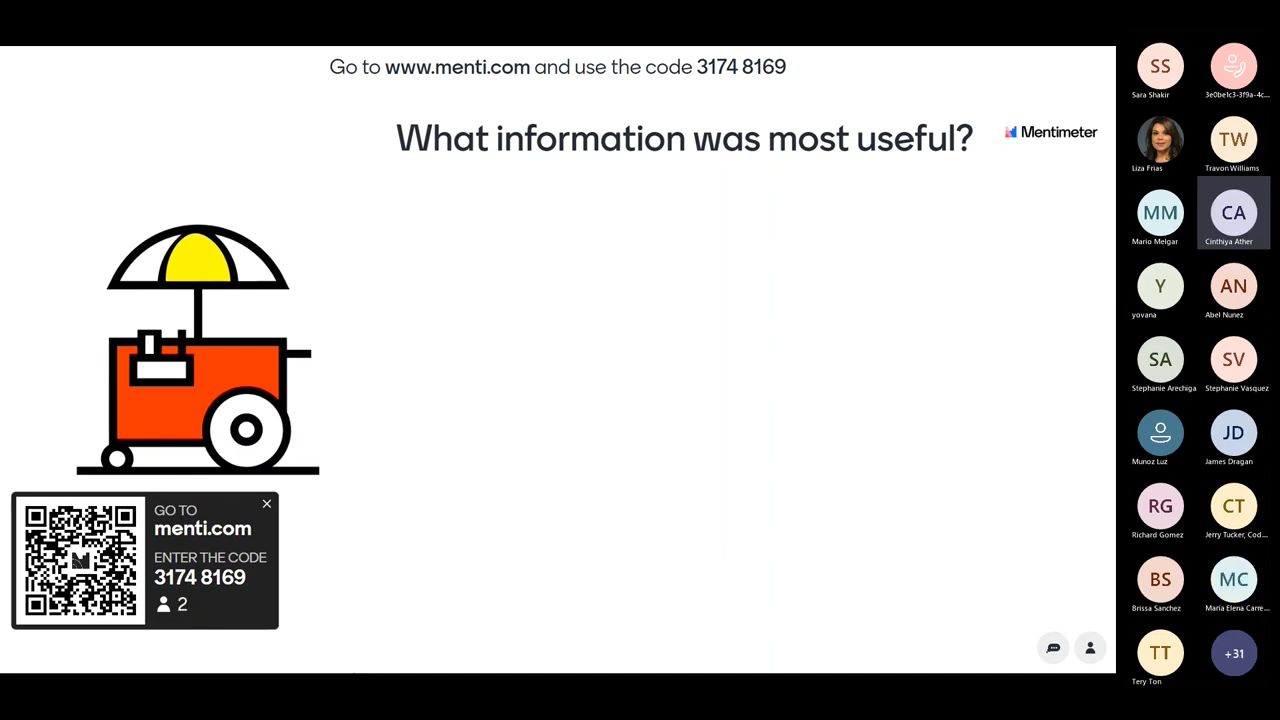 Go to www.menti.com and use the code 3174 8169
What information was most useful?
Mentimeter
GO TO
menti.com
ENTER THE CODE
3174 8169
2
SS
Sara Shakir
3e0be1c3-3f9a-4c...
Liza Frias
TW
Travon Williams
MM
Mario Melgar
CA
Cinthiya Ather
Y
yovana
AN
Abel Nunez
SA
Stephanie Arechiga
SV
Stephanie Vasquez
Munoz Luz
JD
James Dragan
RG
Richard Gomez
CT
Jerry Tucker, Cod...
BS
Brissa Sanchez
MC
Maria Elena Carre...
TT
Tery Ton
+31